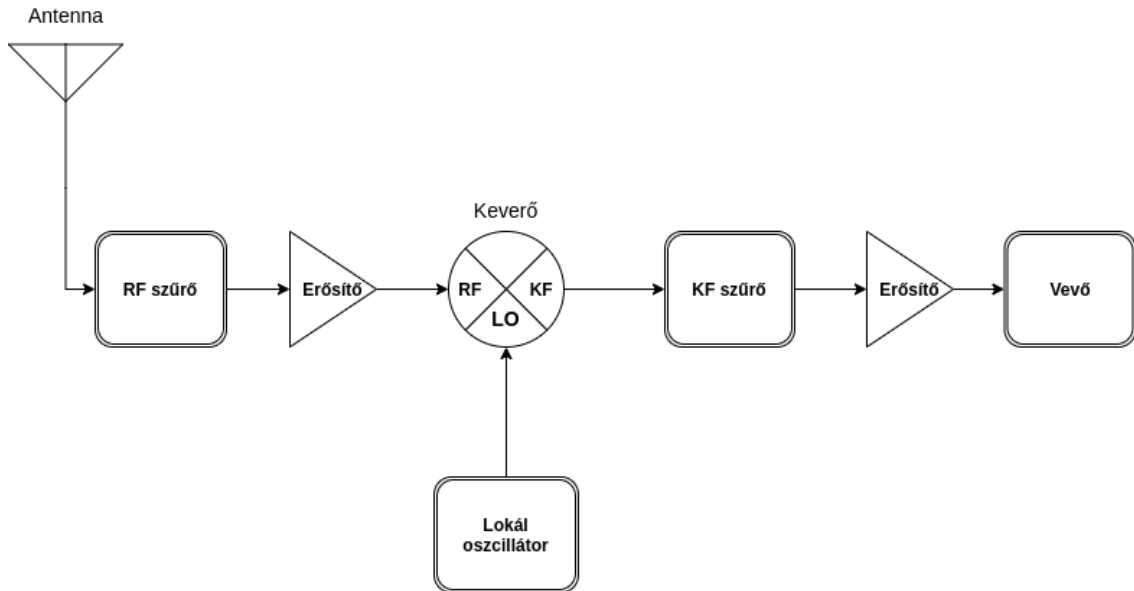 Antenna
Keverő
RF szűrő
Erősítő
RF
KF
LO
KF szűrő
Erősítő
Vevő
Lokál
oszcillátor